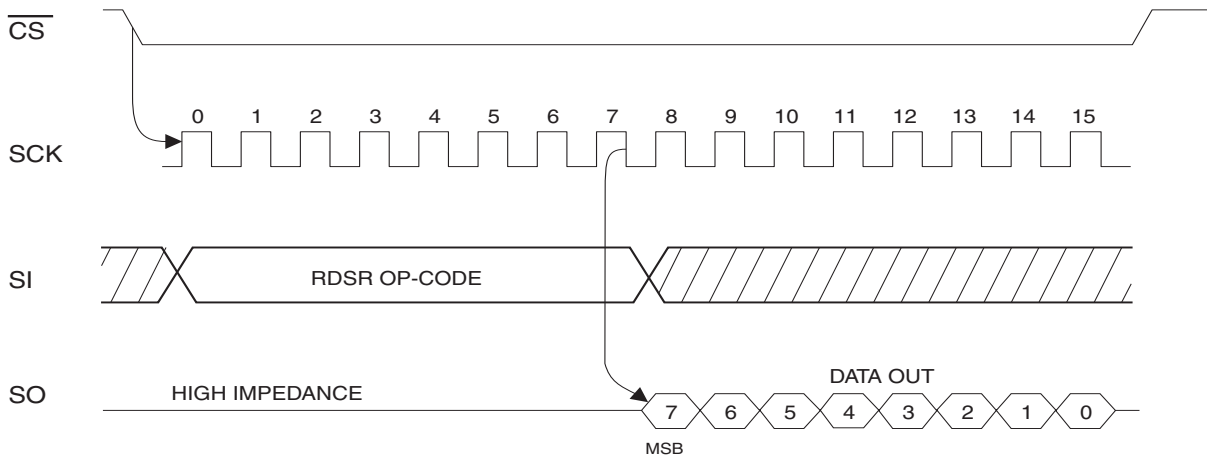 CS
0 1 2 3 4 5 6 7 8 9 10 11 12 13 14 15
SCK
SI
RDSR OP-CODE
SO
HIGH IMPEDANCE
DATA OUT
7 6 5 4 3 2 1 0
MSB